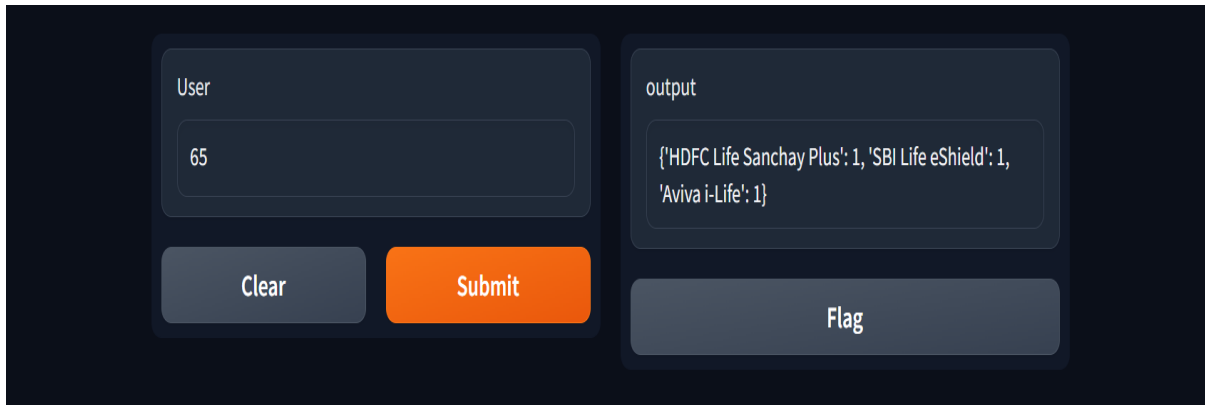 User
65
Clear
Submit
output
{'HDFC Life Sanchay Plus': 1, 'SBI Life eShield': 1,
'Aviva i-Life': 1}
Flag